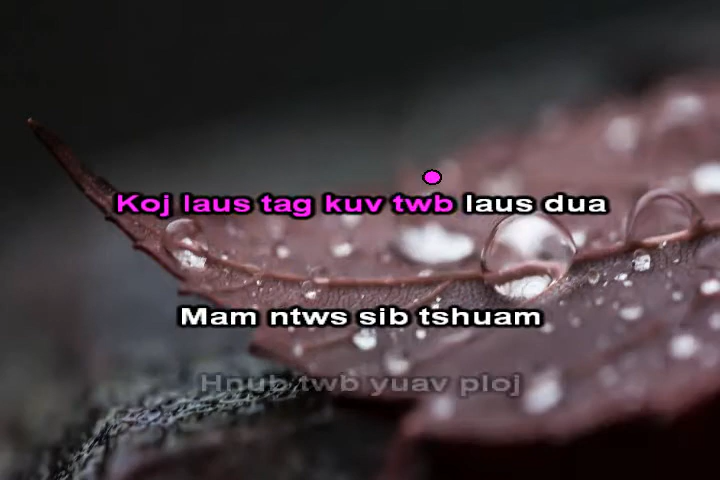 Koj laus tag kuv twb laus dua
Mam ntws sib tshuam
Hnub twb yuav ploj